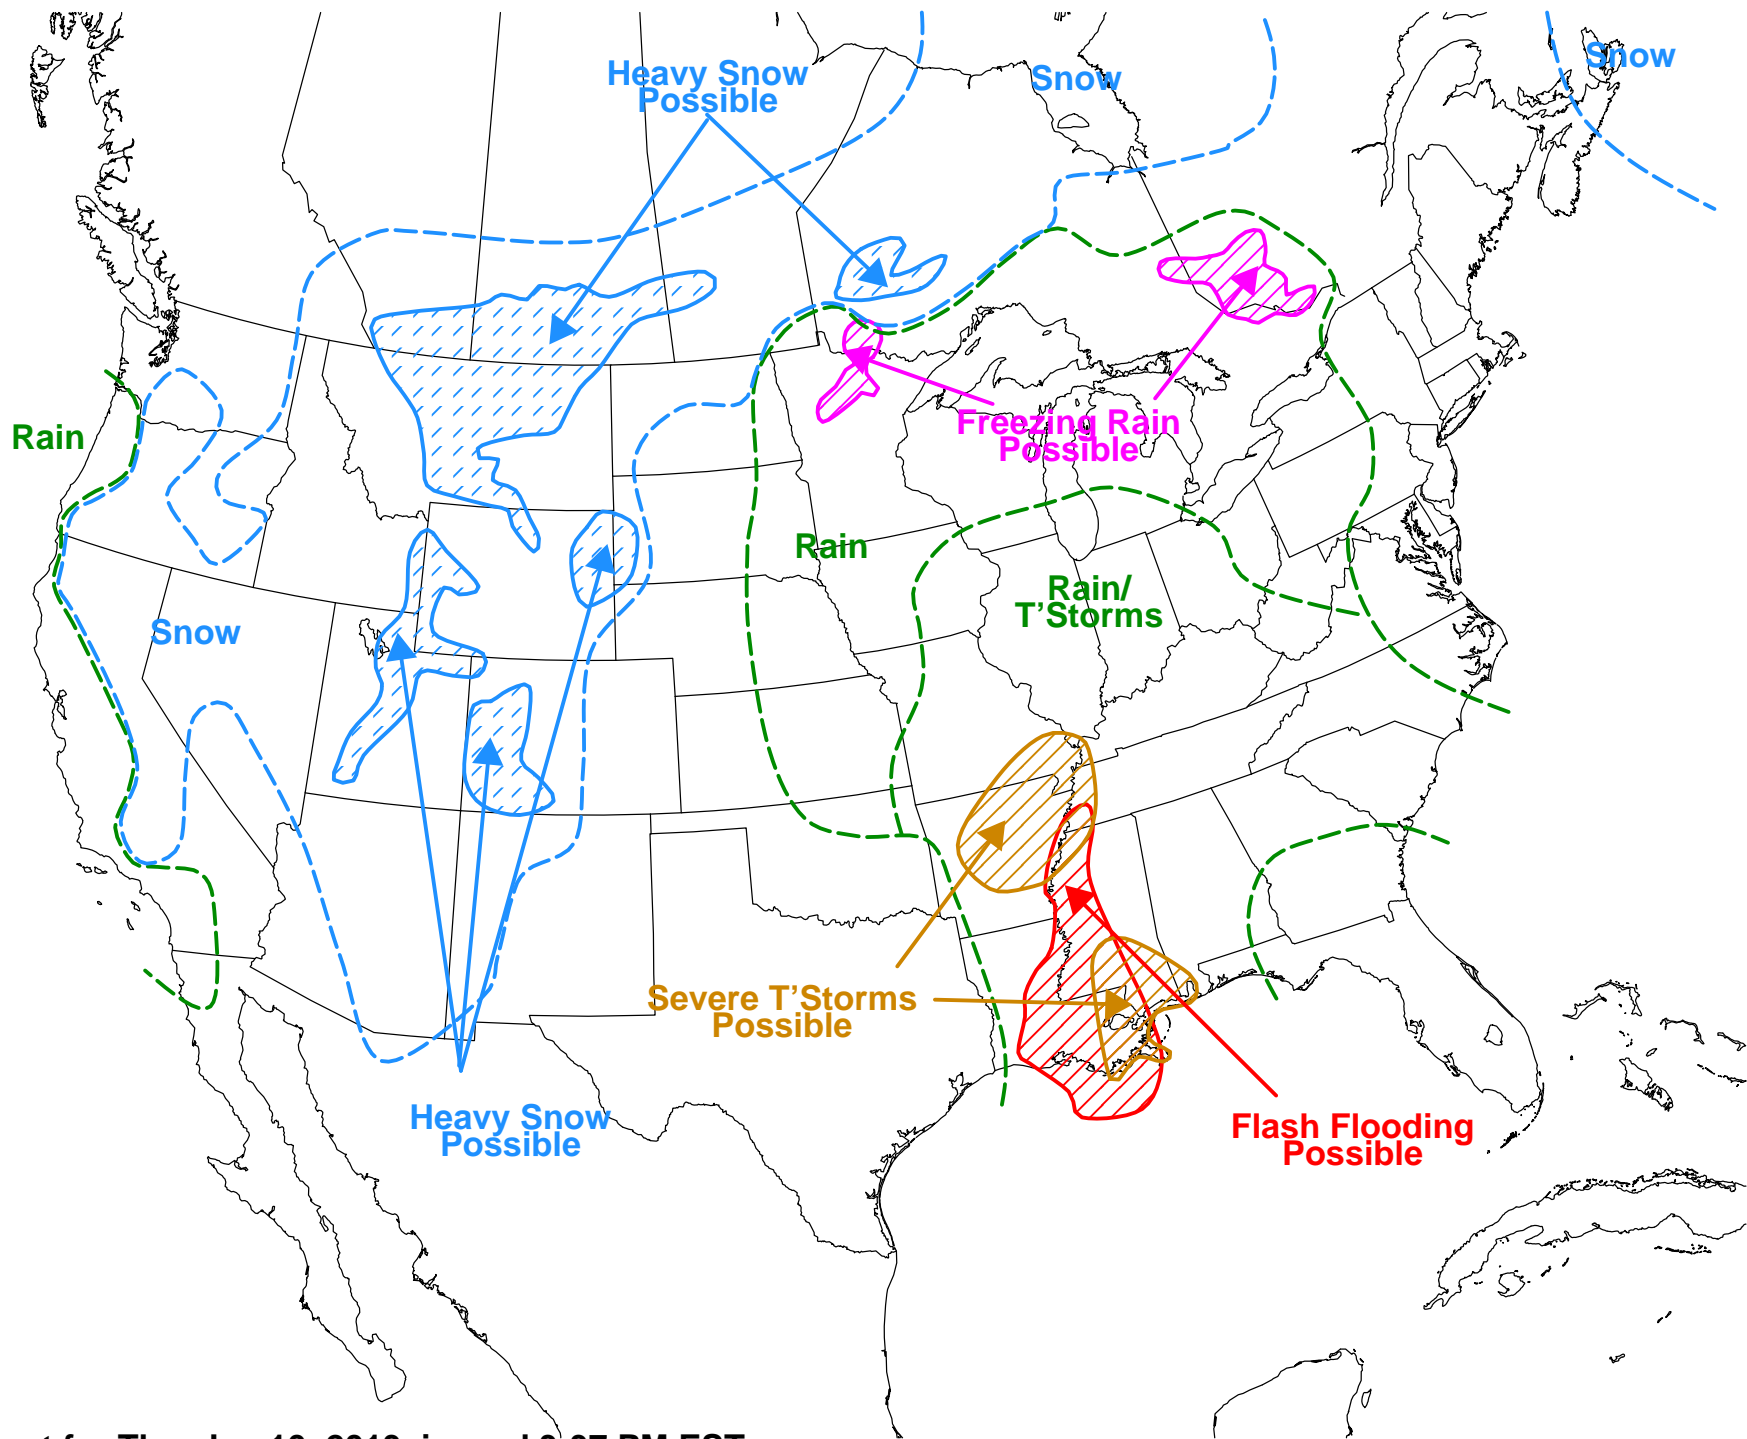 Heavy Snow
Possible
Snow
Snow
Rain
Freezing Rain
Possible
Rain
Rain/
T'Storms
Snow
Severe T'Storms
Possible
Heavy Snow
Possible
Flash Flooding
Possible